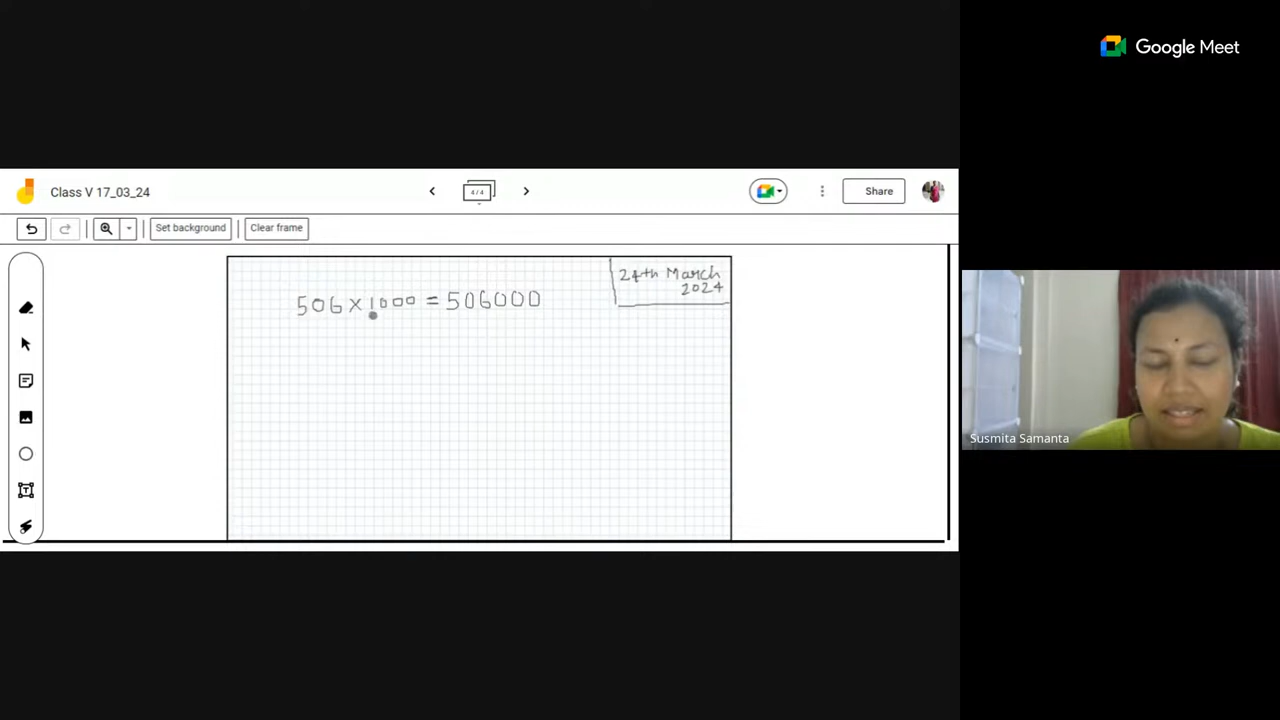 Google Meet
Class V 17_03_24
4/4
Share
Set background
Clear frame
24th March
2024
506 × 1000 = 506000
T
Susmita Samanta